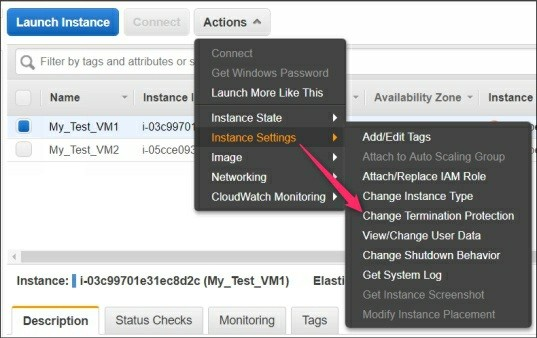 Launch Instance Connect Actions
Filter by tags and attributes or s
Name Instance I Availability Zone Instance
My_Test_VM1 i-03c99701
My_Test_VM2 i-05cce093
Connect
Get Windows Password
Launch More Like This
Instance State
Instance Settings
Image
Networking
CloudWatch Monitoring
Add/Edit Tags
Attach to Auto Scaling Group
Attach/Replace IAM Role
Change Instance Type
Change Termination Protection
View/Change User Data
Change Shutdown Behavior
Get System Log
Get Instance Screenshot
Modify Instance Placement
Instance: i-03c99701e31ec8d2c (My_Test_VM1) Elasti
Description Status Checks Monitoring Tags